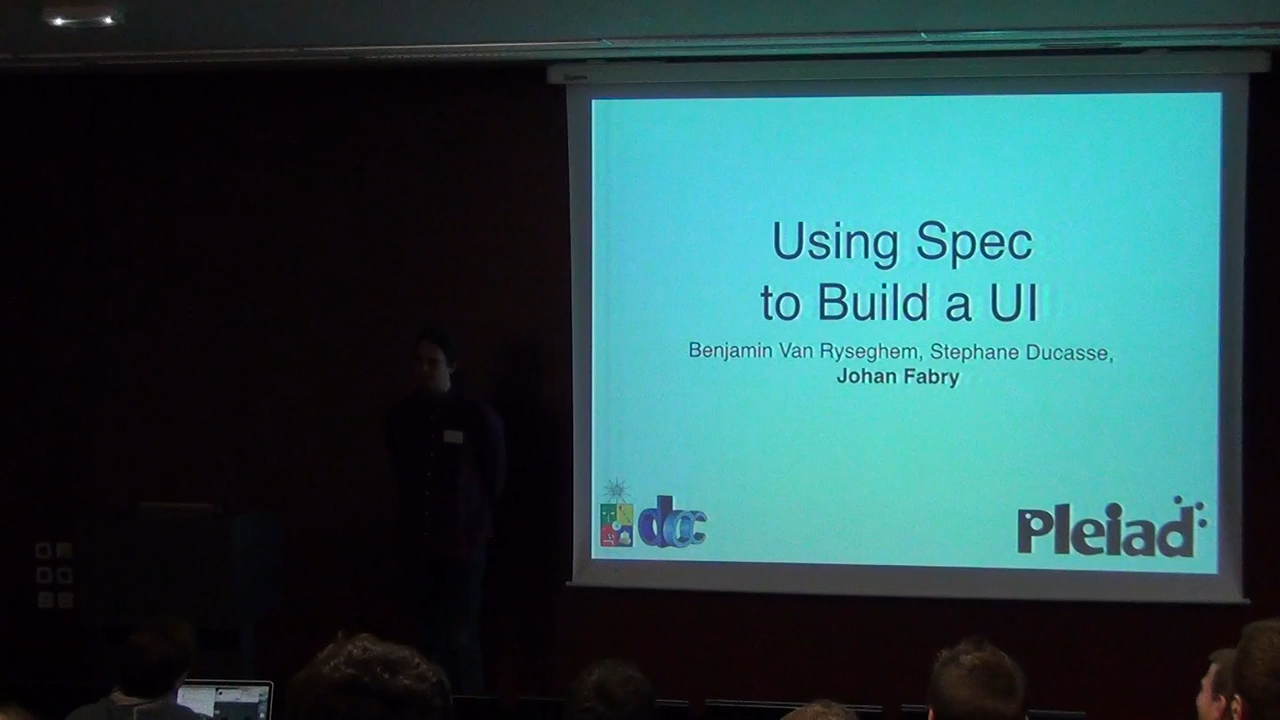 Using Spec
to Build a UI
Benjamin Van Ryseghem, Stephane Ducasse,
Johan Fabry
dcc
Pleiad